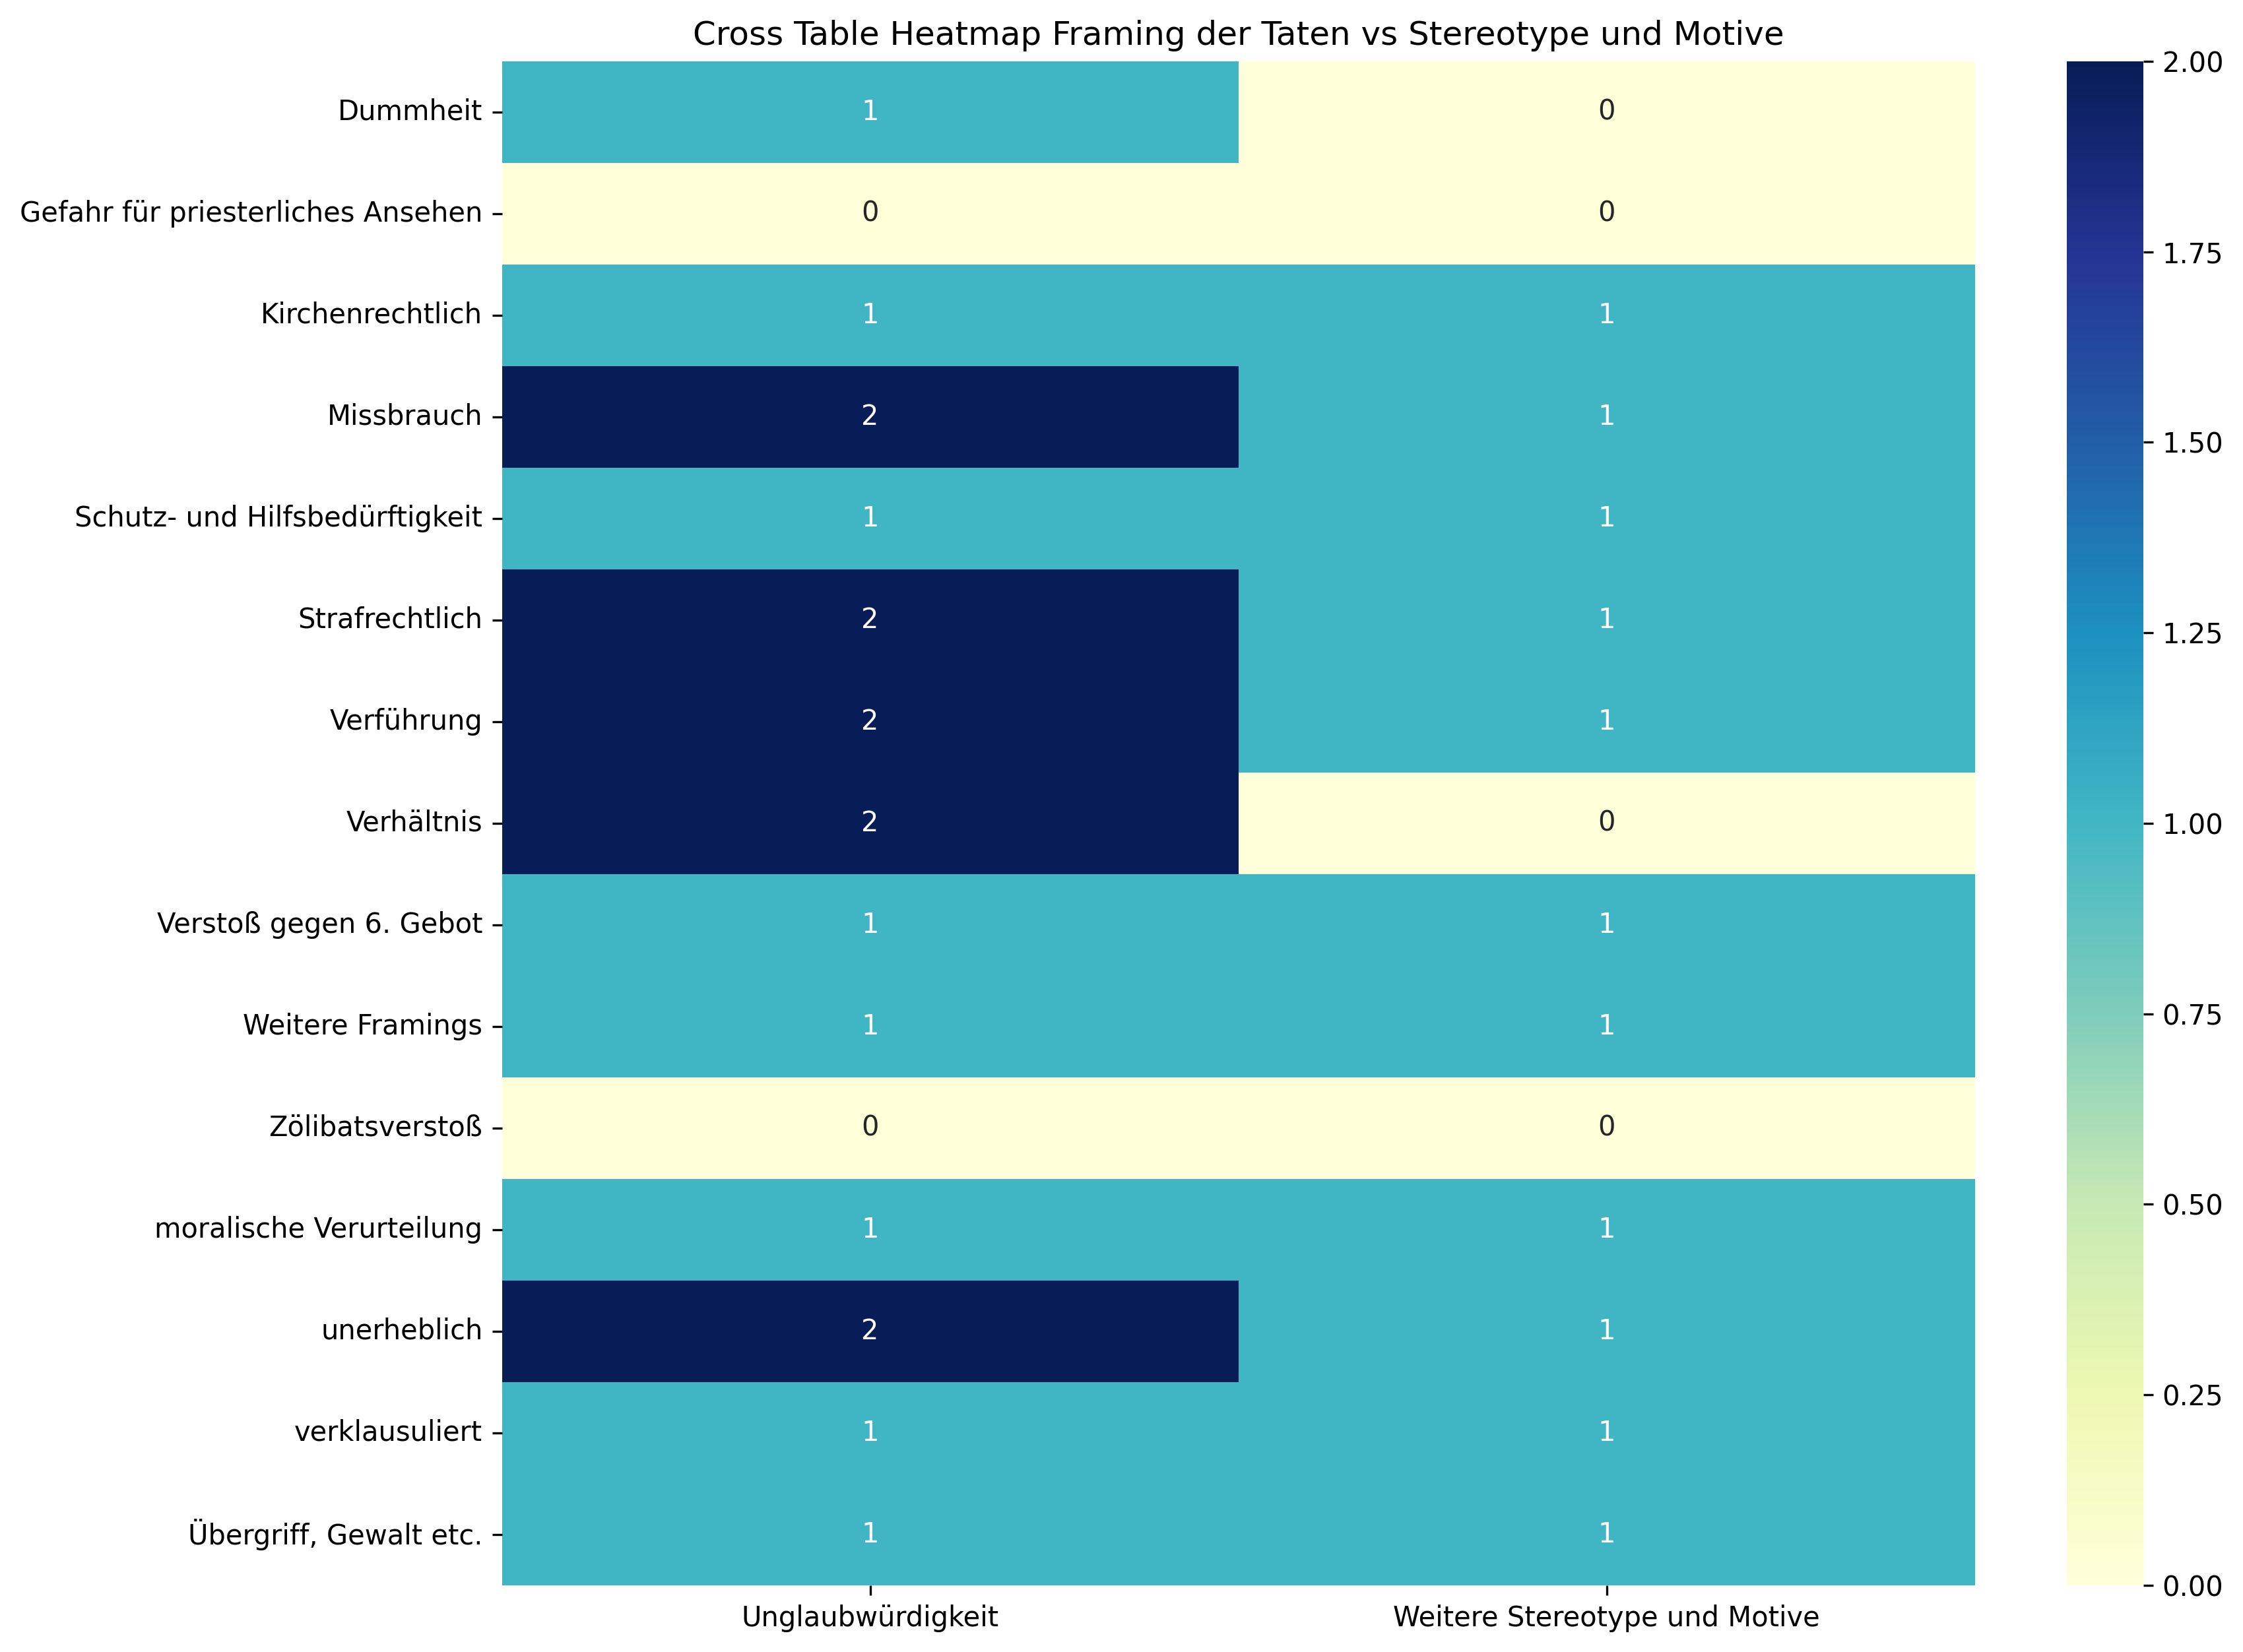 Cross Table Heatmap Framing der Taten vs Stereotype und Motive
Dummheit 1 0
Gefahr für priesterliches Ansehen 0 0
Kirchenrechtlich 1 1
Missbrauch 2 1
Schutz- und Hilfsbedürftigkeit 1 1
Strafrechtlich 2 1
Verführung 2 1
Verhältnis 2 0
Verstoß gegen 6. Gebot 1 1
Weitere Framings 1 1
Zölibatsverstoß 0 0
moralische Verurteilung 1 1
unerheblich 2 1
verklausuliert 1 1
Übergriff, Gewalt etc. 1 1
Unglaubwürdigkeit Weitere Stereotype und Motive
2.00
1.75
1.50
1.25
1.00
0.75
0.50
0.25
0.00